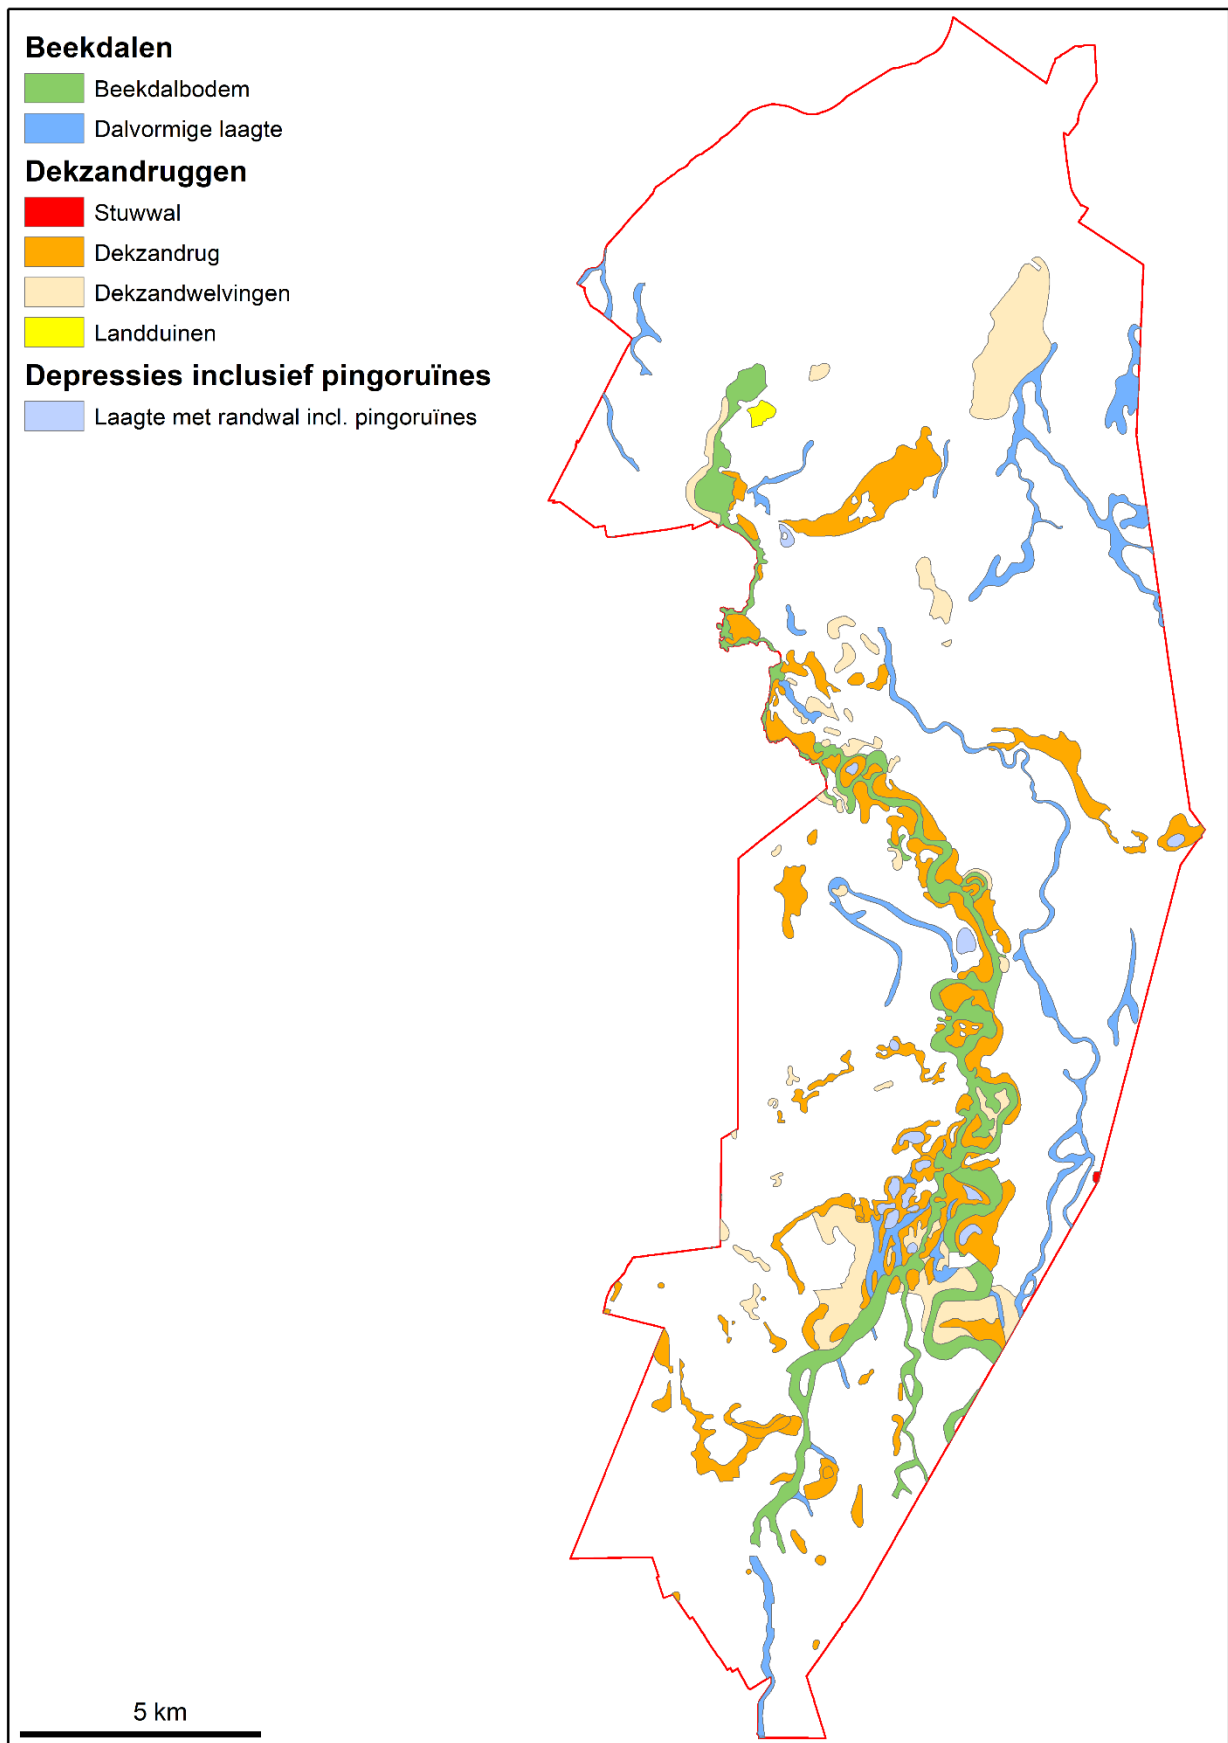 Beekdalen
Beekdalbodem
Dalvormige laagte
Dekzandruggen
Stuwwal
Dekzandrug
Dekzandwelvingen
Landduinen
Depressies inclusief pingoruïnes
Laagte met randwal incl. pingoruïnes
5 km